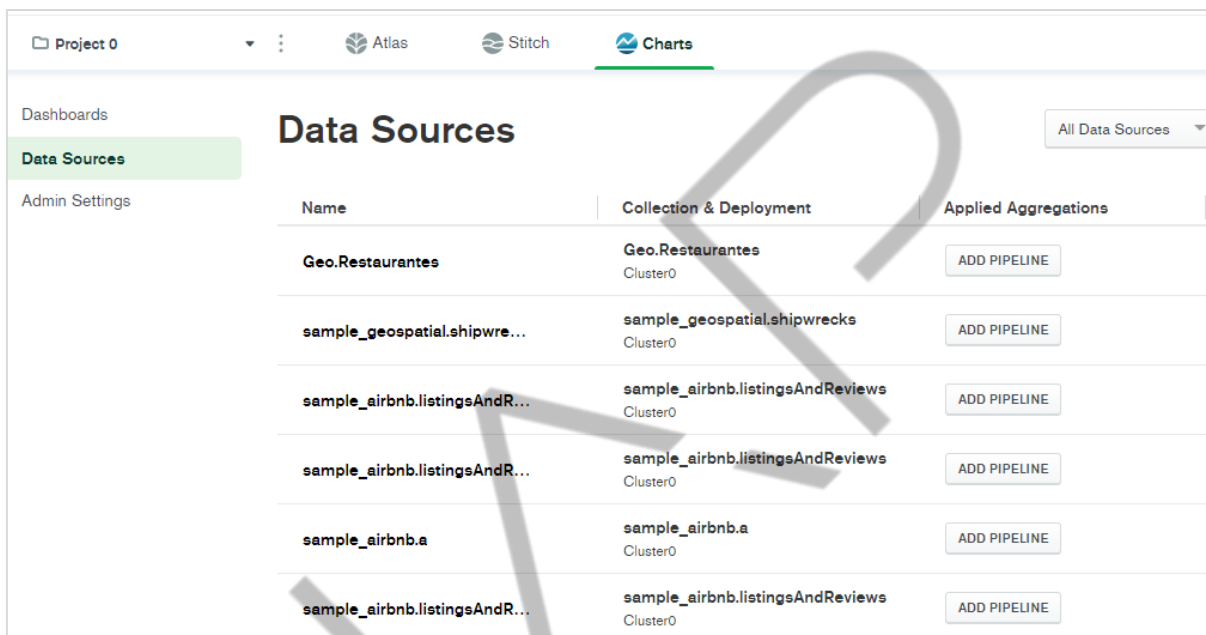 Project 0
Atlas
Stitch
Charts
Dashboards
Data Sources
Admin Settings
Data Sources
All Data Sources
Name
Collection & Deployment
Applied Aggregations
Geo.Restaurantes
Geo.Restaurantes
Cluster0
ADD PIPELINE
sample_geospatial.shipwre...
sample_geospatial.shipwrecks
Cluster0
ADD PIPELINE
sample_airbnb.listingsAndR...
sample_airbnb.listingsAndReviews
Cluster0
ADD PIPELINE
sample_airbnb.listingsAndR...
sample_airbnb.listingsAndReviews
Cluster0
ADD PIPELINE
sample_airbnb.a
sample_airbnb.a
Cluster0
ADD PIPELINE
sample_airbnb.listingsAndR...
sample_airbnb.listingsAndReviews
Cluster0
ADD PIPELINE